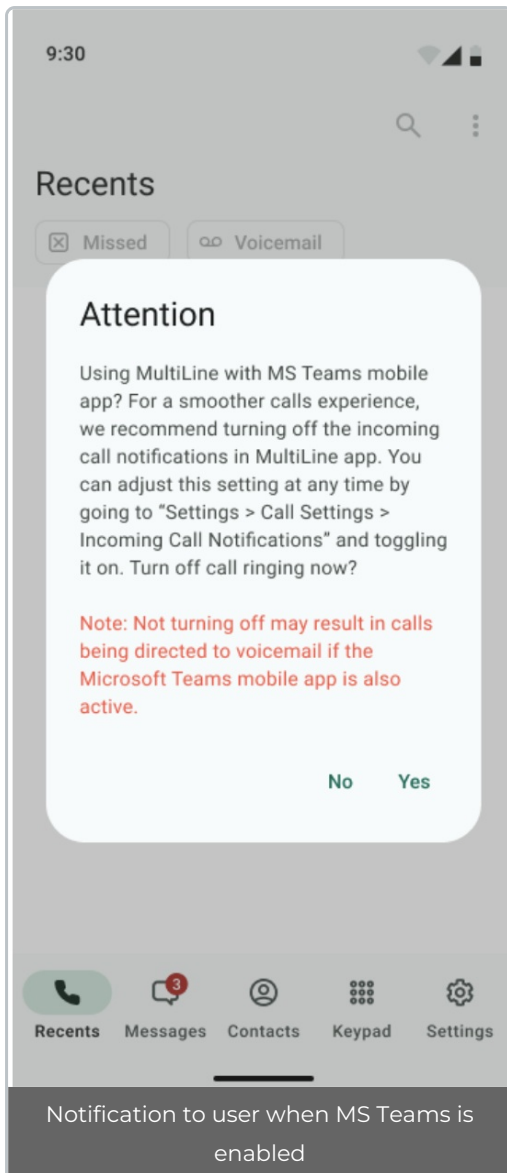 9:30
Recents
Missed
Voicemail
Attention
Using MultiLine with MS Teams mobile
app? For a smoother calls experience,
we recommend turning off the incoming
call notifications in MultiLine app. You
can adjust this setting at any time by
going to “Settings > Call Settings >
Incoming Call Notifications” and toggling
it on. Turn off call ringing now?
Note: Not turning off may result in calls
being directed to voicemail if the
Microsoft Teams mobile app is also
active.
No Yes
3
Recents Messages Contacts Keypad Settings
Notification to user when MS Teams is
enabled